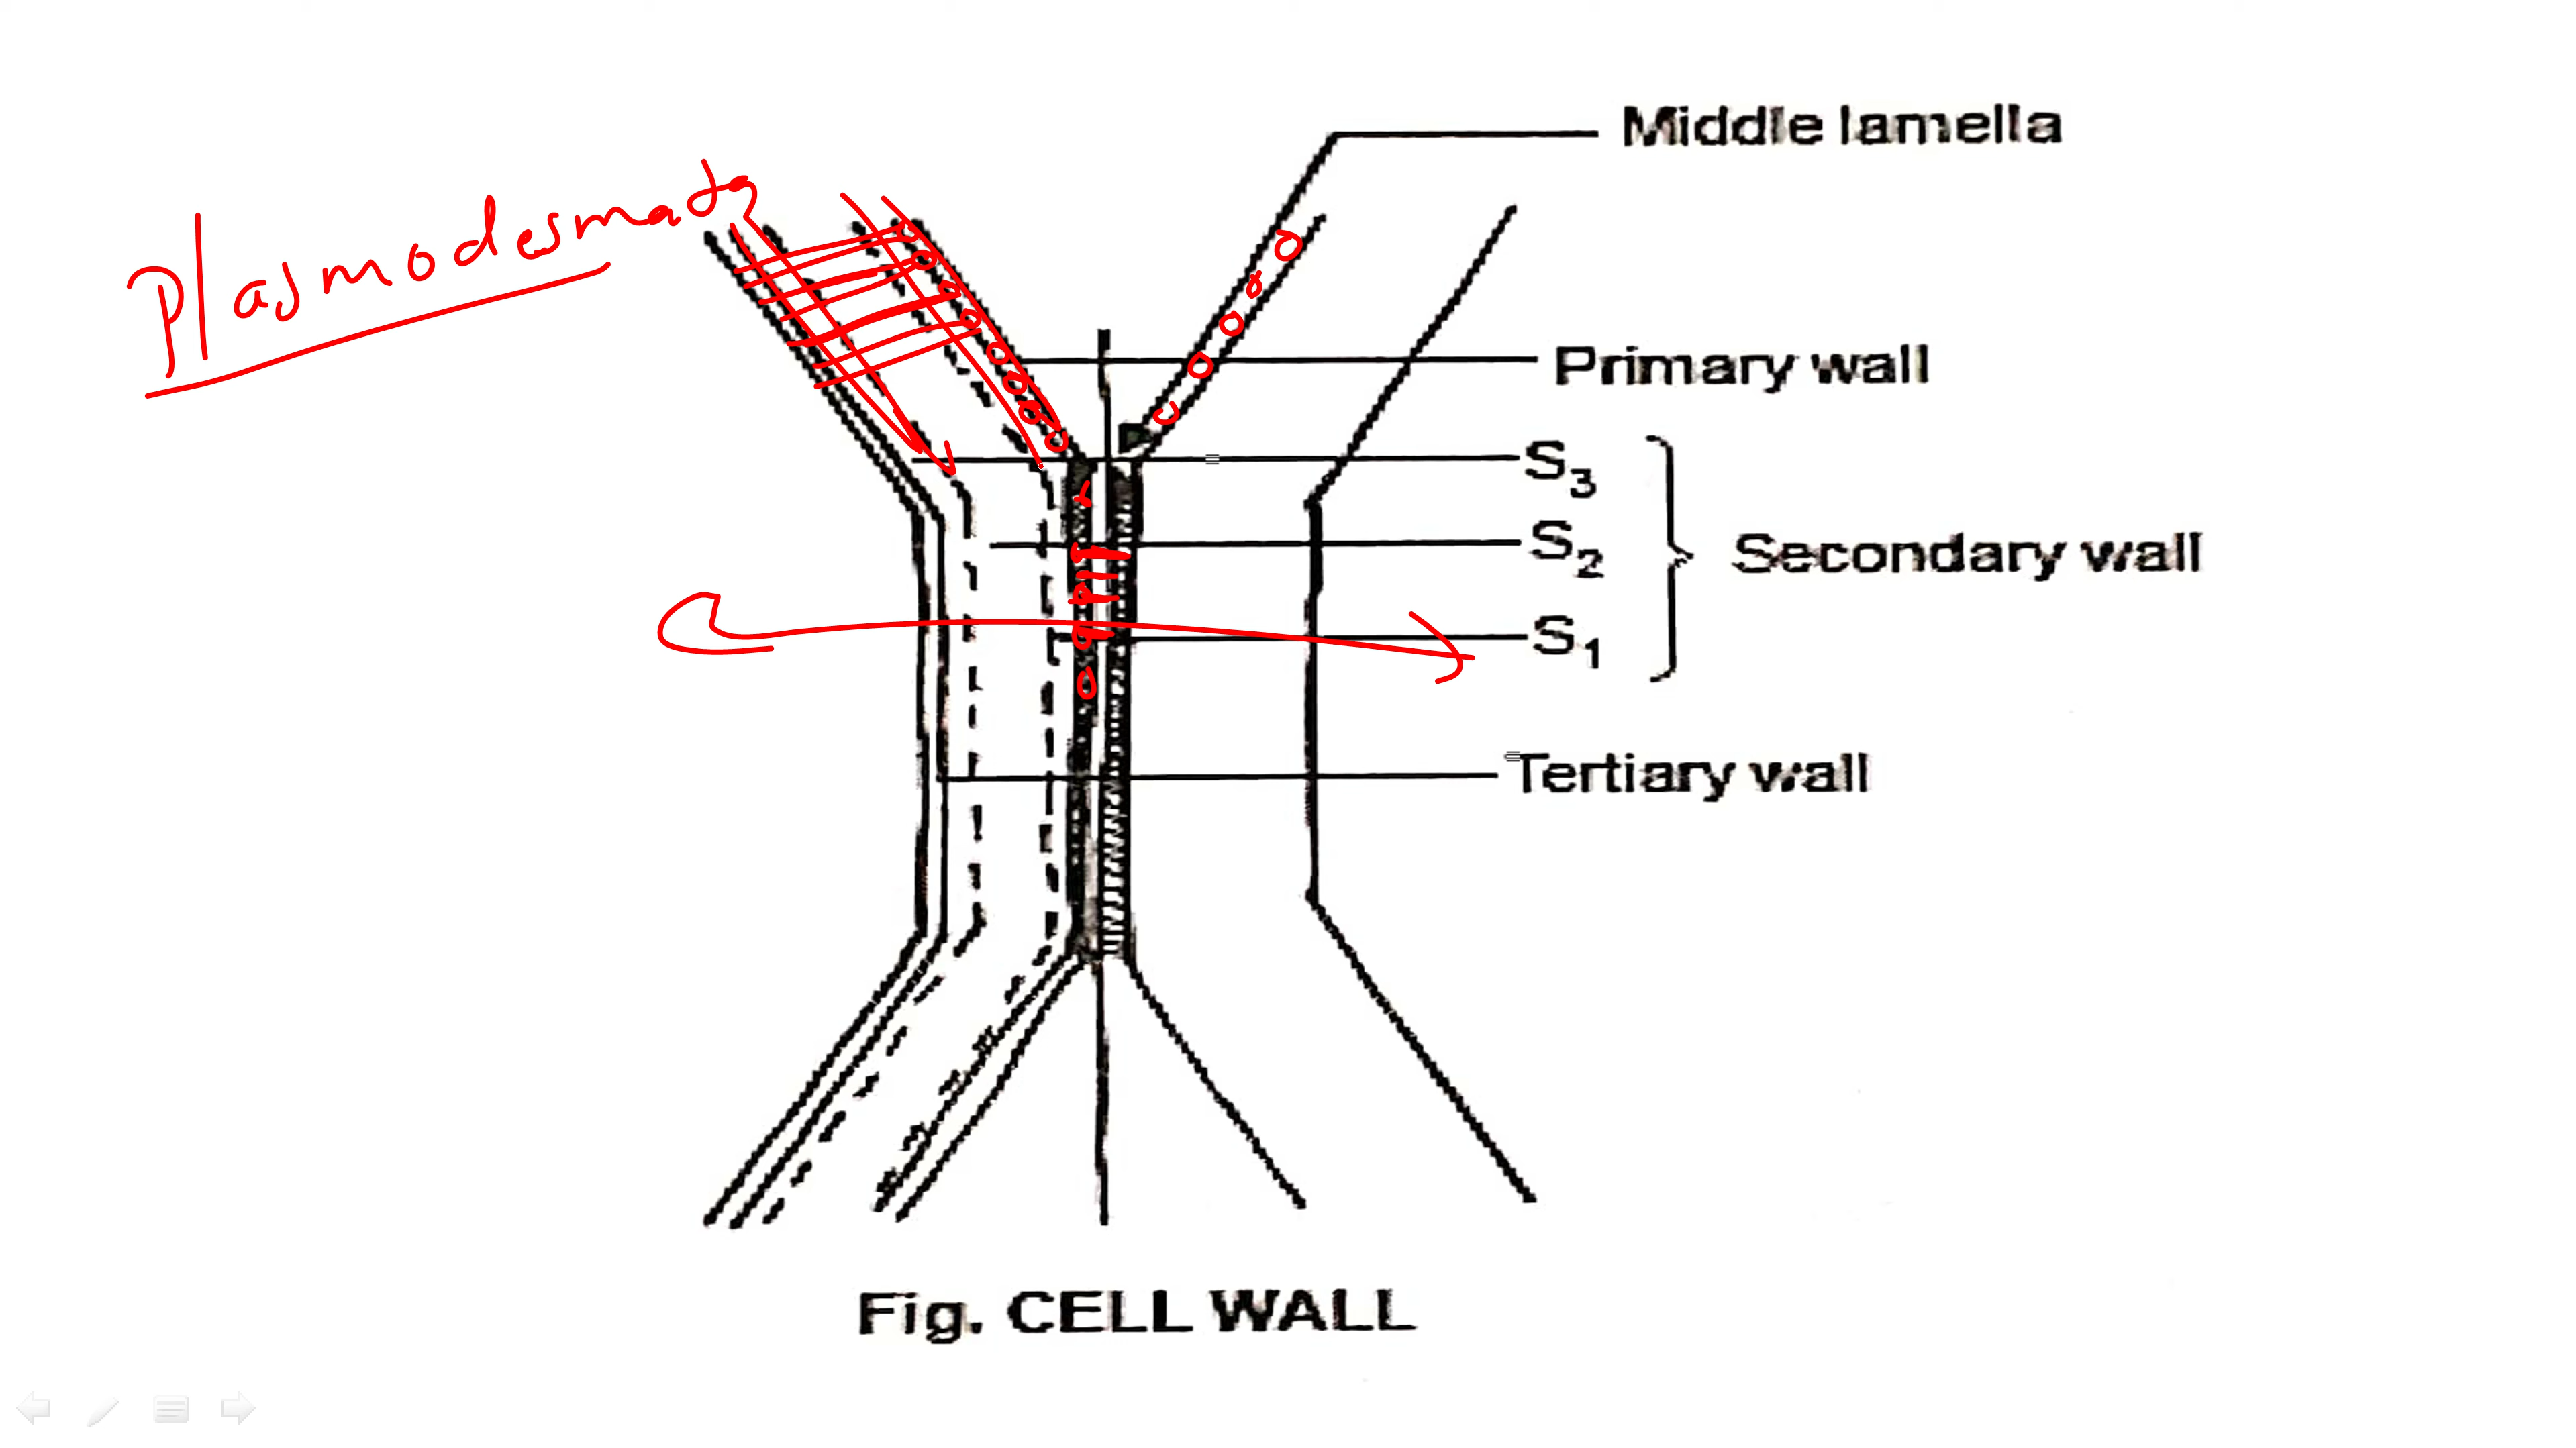 Middle lamella
Plasmodesmata
Primary wall
S3
S2
Secondary wall
S1
Tertiary wall
Fig. CELL WALL